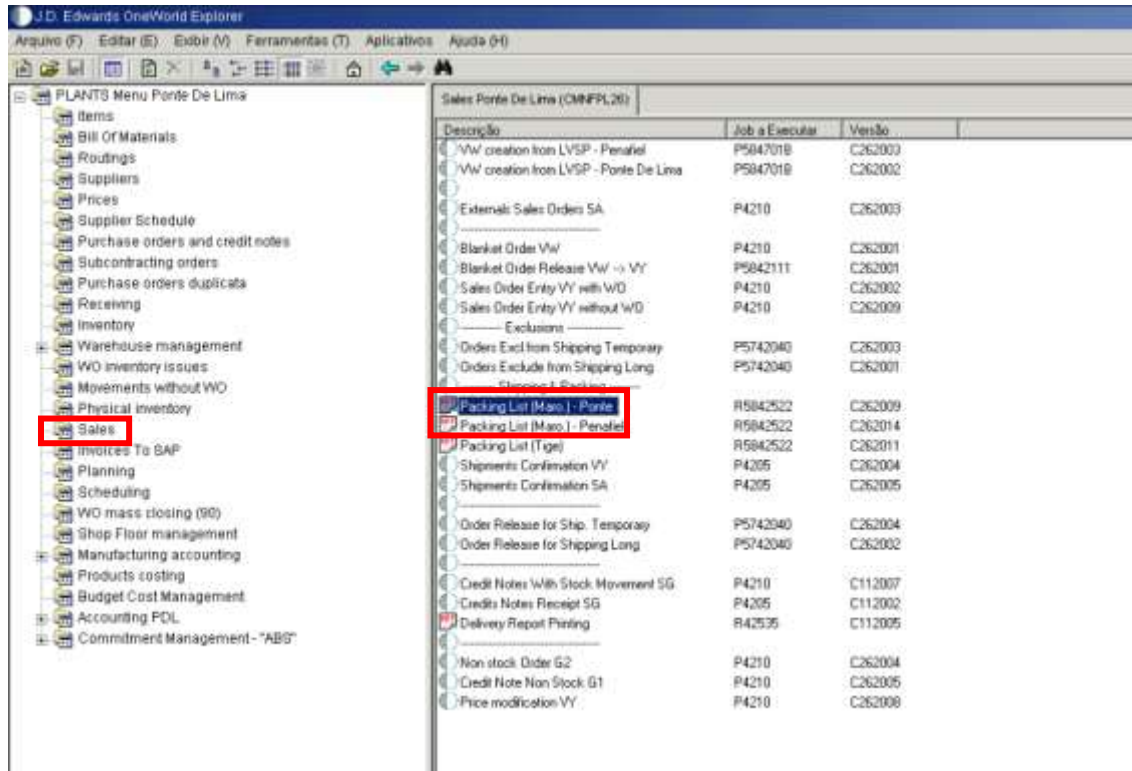 J.D. Edwards OneWorld Explorer
Arquivo (F) Editar (E) Exibir (V) Ferramentas (T) Aplicativos Ajuda (H)
PLANTS Menu Ponte De Lima
Items
Bill Of Materials
Routings
Suppliers
Prices
Supplier Schedule
Purchase orders and credit notes
Subcontracting orders
Purchase orders duplicata
Receiving
Inventory
Warehouse management
WO inventory issues
Movements without WO
Physical inventory
Sales
Invoices To SAP
Planning
Scheduling
WO mass closing (90)
Shop Floor management
Manufacturing accounting
Products costing
Budget Cost Management
Accounting PDL
Commitment Management - "ABS"
Sales Ponte De Lima (CMNFPL26)
Descrição Job a Executar Versão
VW creation from LVSP - Penafiel P584701B C262003
VW creation from LVSP - Ponte De Lima P584701B C262002
Externals Sales Orders SA P4210 C262003
-----------------------------
Blanket Order VW P4210 C262001
Blanket Order Release VW -> VY P5842111 C262001
Sales Order Entry VY with WO P4210 C262002
Sales Order Entry VY without WO P4210 C262009
--------- Exclusions ------------
Orders Excl from Shipping Temporary P5742040 C262003
Orders Exclude from Shipping Long P5742040 C262001
-------- Shipping & Packing -------
Packing List (Maro.) - Ponte R5842522 C262009
Packing List (Maro.) - Penafiel R5842522 C262014
Packing List (Tige) R5842522 C262011
Shipments Confirmation VY P4205 C262004
Shipments Confirmation SA P4205 C262005
-----------------------------
Order Release for Ship. Temporary P5742040 C262004
Order Release for Shipping Long P5742040 C262002
-----------------------------
Credit Notes With Stock Movement SG P4210 C112007
Credits Notes Receipt SG P4205 C112002
Delivery Report Printing R42535 C112005
-----------------------------
Non stock Order G2 P4210 C262004
Credit Note Non Stock G1 P4210 C262005
Price modification VY P4210 C262008